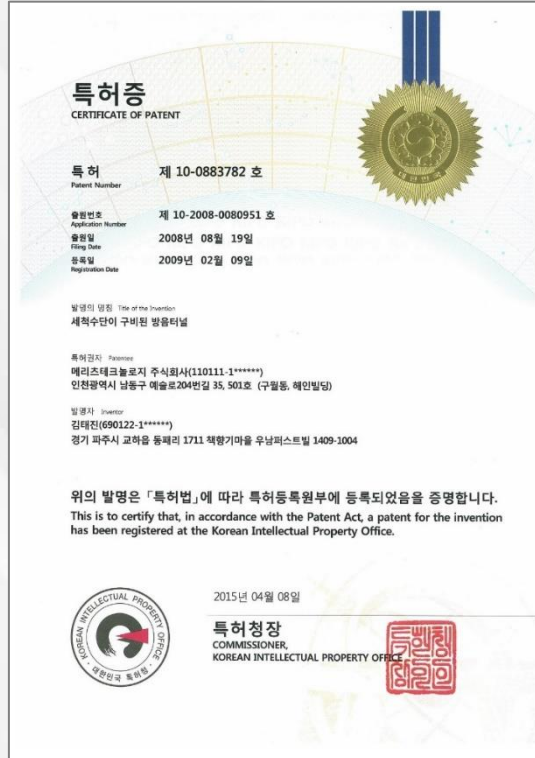 특허증
CERTIFICATE OF PATENT
대한민국
특허 제 10-0883782 호
Patent Number
출원번호 제 10-2008-0080951 호
Application Number
출원일 2008년 08월 19일
Filing Date
등록일 2009년 02월 09일
Registration Date
발명의 명칭 Title of the Invention
세척수단이 구비된 방음터널
특허권자 Patentee
메리츠테크놀로지 주식회사(110111-1******)
인천광역시 남동구 예술로204번길 35, 501호 (구월동, 해인빌딩)
발명자 Inventor
김태진(690122-1******)
경기 파주시 교하읍 동패리 1711 책향기마을 우남퍼스트빌 1409-1004
위의 발명은 「특허법」에 따라 특허등록원부에 등록되었음을 증명합니다.
This is to certify that, in accordance with the Patent Act, a patent for the invention
has been registered at the Korean Intellectual Property Office.
2015년 04월 08일
특허청장
COMMISSIONER,
KOREAN INTELLECTUAL PROPERTY OFFICE
KOREAN INTELLECTUAL PROPERTY OFFICE
대한민국 특허청